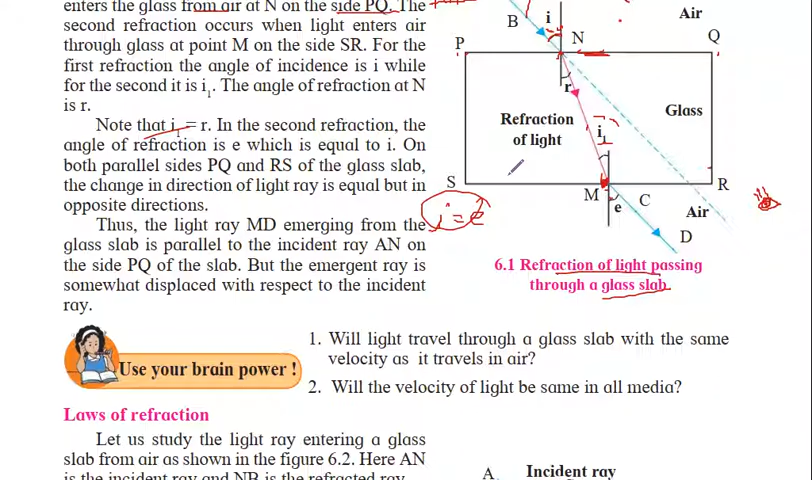 enters the glass from air at N on the side PQ. The
second refraction occurs when light enters air
through glass at point M on the side SR. For the
first refraction the angle of incidence is i while
for the second it is i₁. The angle of refraction at N
is r.
Note that i₁ = r. In the second refraction, the
angle of refraction is e which is equal to i. On
both parallel sides PQ and RS of the glass slab,
the change in direction of light ray is equal but in
opposite directions.
Thus, the light ray MD emerging from the
glass slab is parallel to the incident ray AN on
the side PQ of the slab. But the emergent ray is
somewhat displaced with respect to the incident
ray.
B
i
Air
N
P
Q
r
Refraction
of light
Glass
i₁
S
R
M
C
e
Air
D
i = e
6.1 Refraction of light passing
through a glass slab
Use your brain power !
1. Will light travel through a glass slab with the same
velocity as it travels in air?
2. Will the velocity of light be same in all media?
Laws of refraction
Let us study the light ray entering a glass
slab from air as shown in the figure 6.2. Here AN
is the incident ray and NB is the refracted ray.
A
Incident ray